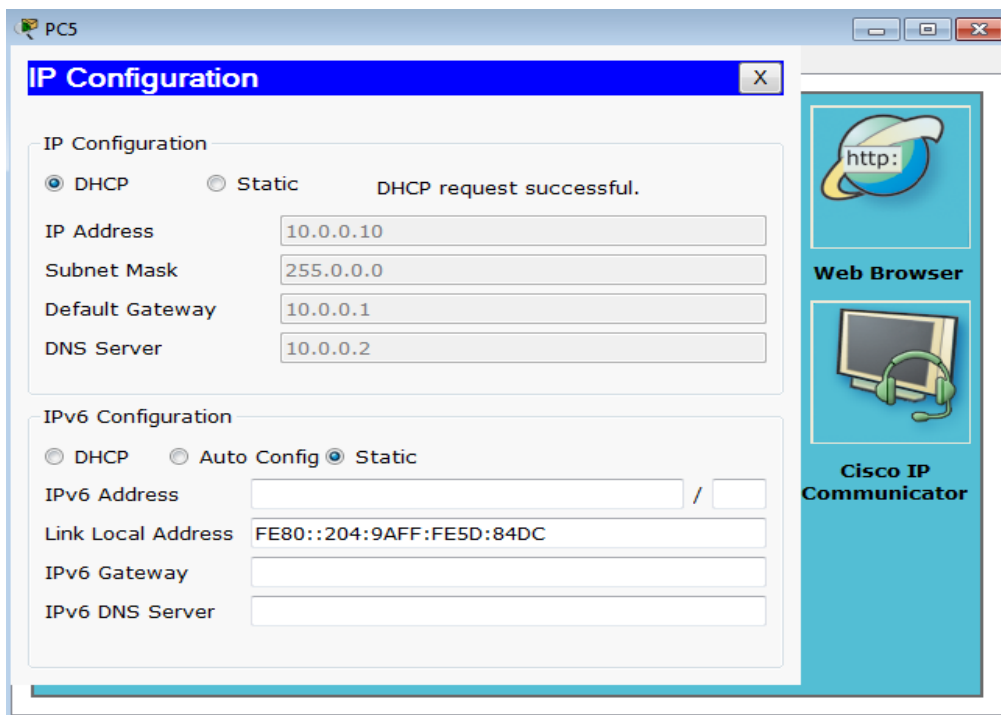 PC5
IP Configuration X
IP Configuration
DHCP Static DHCP request successful.
IP Address 10.0.0.10
Subnet Mask 255.0.0.0
Default Gateway 10.0.0.1
DNS Server 10.0.0.2
IPv6 Configuration
DHCP Auto Config Static
IPv6 Address /
Link Local Address FE80::204:9AFF:FE5D:84DC
IPv6 Gateway
IPv6 DNS Server
http:
Web Browser
Cisco IP
Communicator